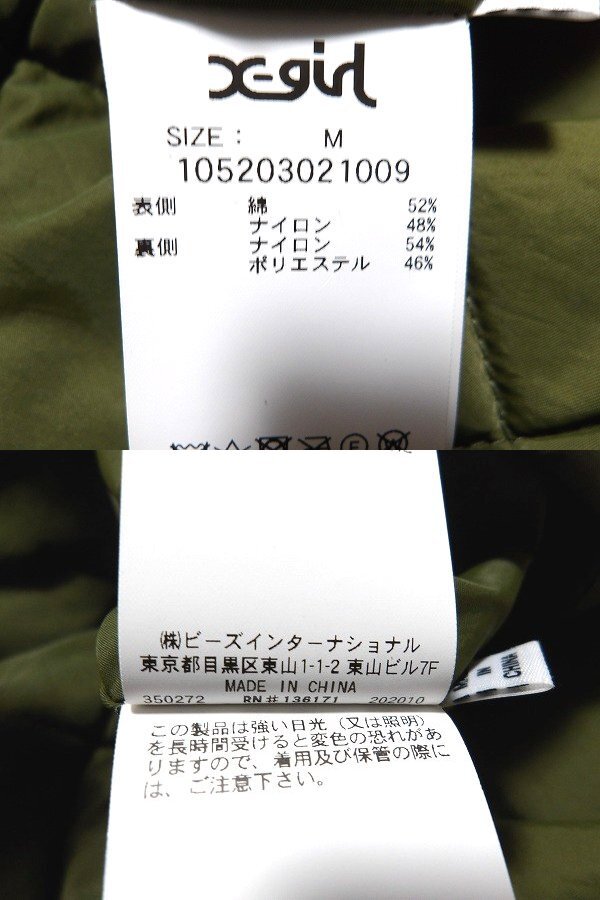 X-girl
SIZE : M
105203021009
表側 綿 52%
ナイロン 48%
裏側 ナイロン 54%
ポリエステル 46%
㈱ビーズインターナショナル
東京都目黒区東山1-1-2 東山ビル7F
MADE IN CHINA
350272 RN# 136171 202010
CHINA
この製品は強い日光（又は照明）
を長時間受けると変色の恐れがあ
りますので、着用及び保管の際に
は、ご注意下さい。